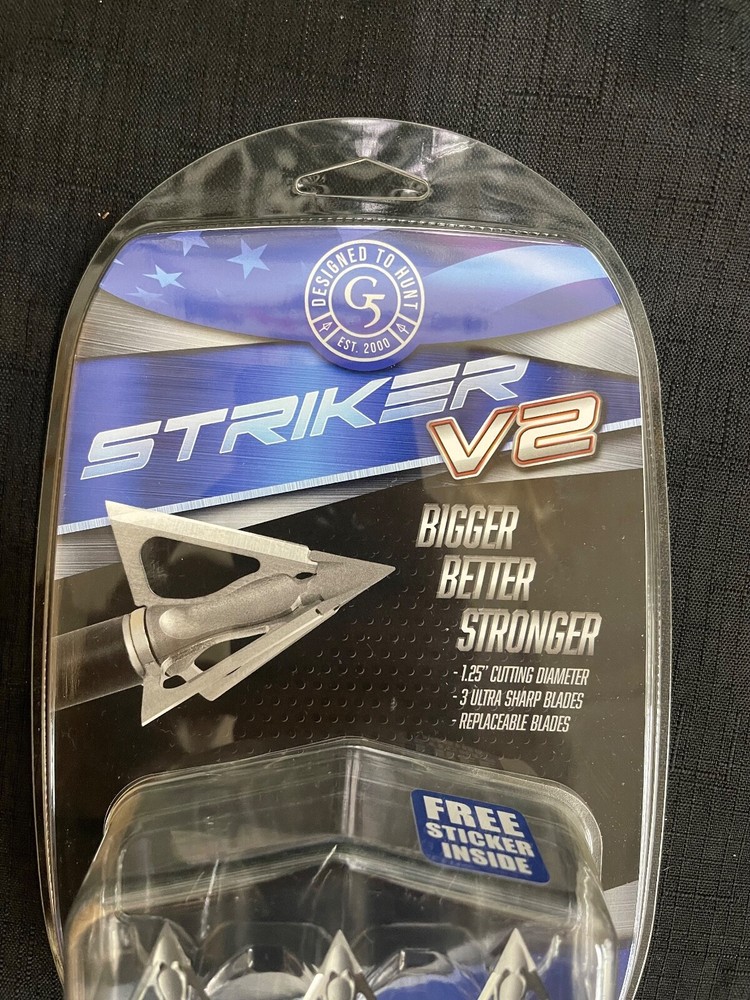 DESIGNED TO HUNT
G5
EST. 2000
STRIKER
V2
BIGGER
BETTER
STRONGER
- 1.25" CUTTING DIAMETER
- 3 ULTRA SHARP BLADES
- REPLACEABLE BLADES
FREE
STICKER
INSIDE